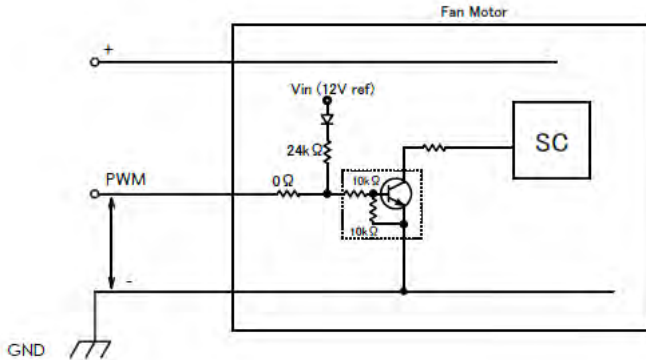 Fan Motor
+
Vin (12V ref)
24kΩ
SC
PWM
0Ω
10kΩ
10kΩ
-
GND